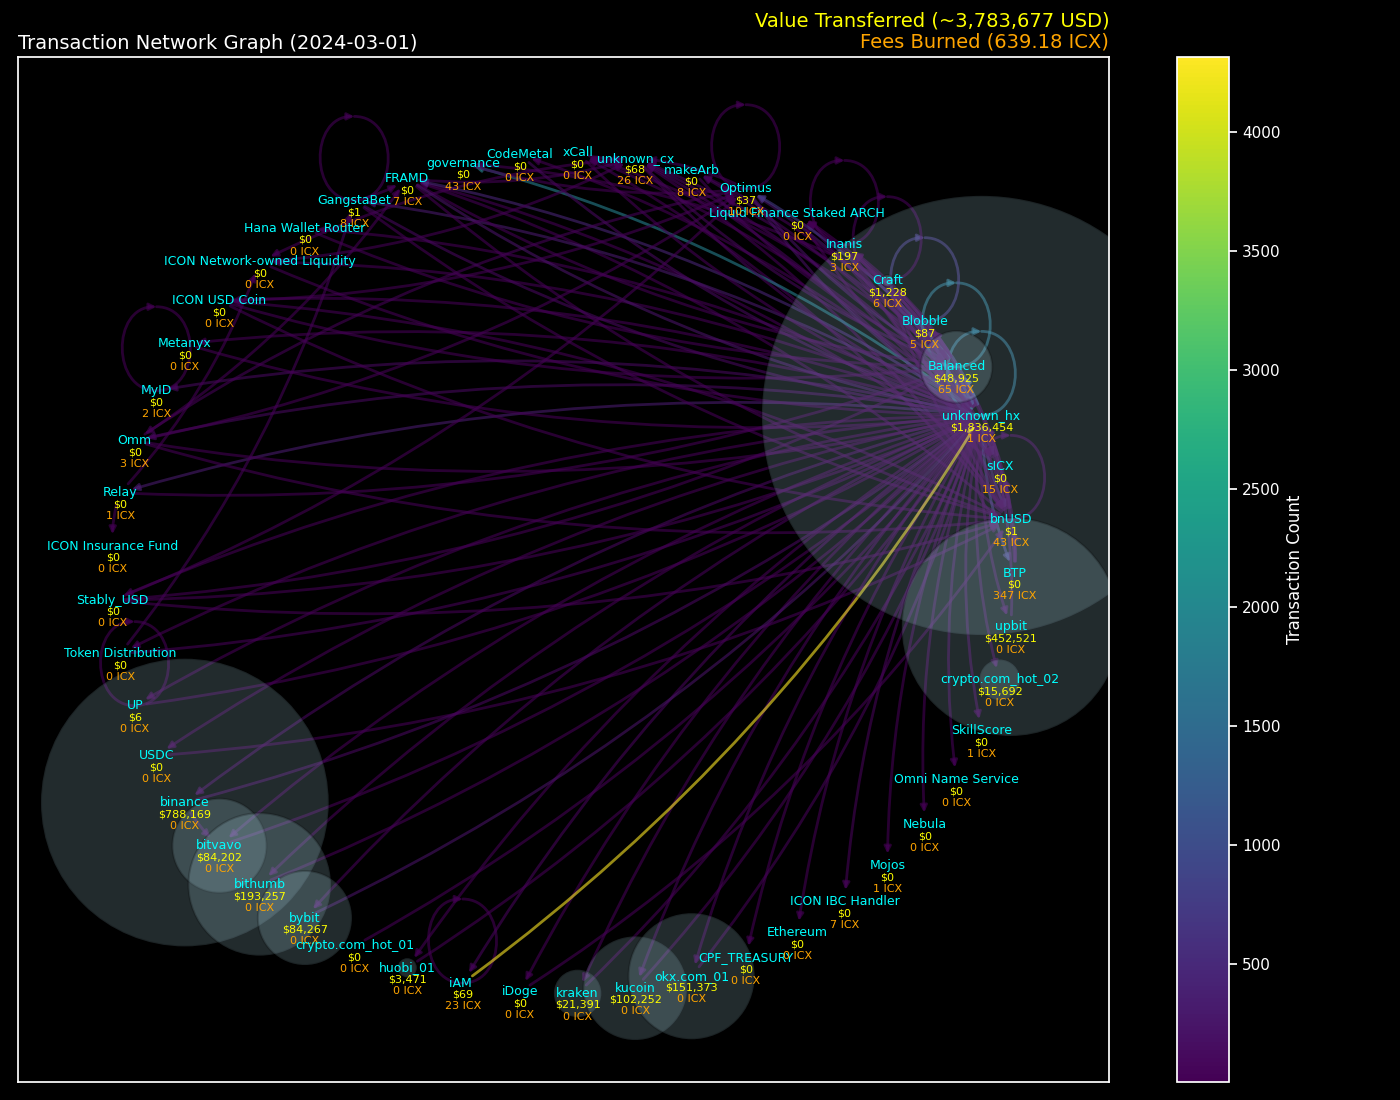 Value Transferred (~3,783,677 USD)
Transaction Network Graph (2024-03-01)
Fees Burned (639.18 ICX)
CodeMetal
$0
0 ICX
xCall
$0
0 ICX
unknown_cx
$68
26 ICX
governance
$0
43 ICX
makeArb
$0
8 ICX
FRAMD
$0
7 ICX
Optimus
$37
10 ICX
GangstaBet
$1
8 ICX
Liquid Finance Staked ARCH
$0
0 ICX
Hana Wallet Router
$0
0 ICX
Inanis
$197
3 ICX
ICON Network-owned Liquidity
$0
0 ICX
Craft
$1,228
6 ICX
ICON USD Coin
$0
0 ICX
Blobble
$87
5 ICX
Metanyx
$0
0 ICX
Balanced
$48,925
65 ICX
MyID
$0
2 ICX
unknown_hx
$1,836,454
1 ICX
Omm
$0
3 ICX
sICX
$0
15 ICX
Relay
$0
1 ICX
bnUSD
$1
43 ICX
ICON Insurance Fund
$0
0 ICX
BTP
$0
347 ICX
Stably_USD
$0
0 ICX
upbit
$452,521
0 ICX
Token Distribution
$0
0 ICX
crypto.com_hot_02
$15,692
0 ICX
UP
$6
0 ICX
SkillScore
$0
1 ICX
USDC
$0
0 ICX
Omni Name Service
$0
0 ICX
binance
$788,169
0 ICX
Nebula
$0
0 ICX
bitvavo
$84,202
0 ICX
Mojos
$0
1 ICX
bithumb
$193,257
0 ICX
ICON IBC Handler
$0
7 ICX
bybit
$84,267
0 ICX
Ethereum
$0
0 ICX
crypto.com_hot_01
$0
0 ICX
CPF_TREASURY
$0
0 ICX
huobi_01
$3,471
0 ICX
okx.com_01
$151,373
0 ICX
iAM
$69
23 ICX
kucoin
$102,252
0 ICX
iDoge
$0
0 ICX
kraken
$21,391
0 ICX
4000
3500
3000
2500
2000
1500
1000
500
Transaction Count